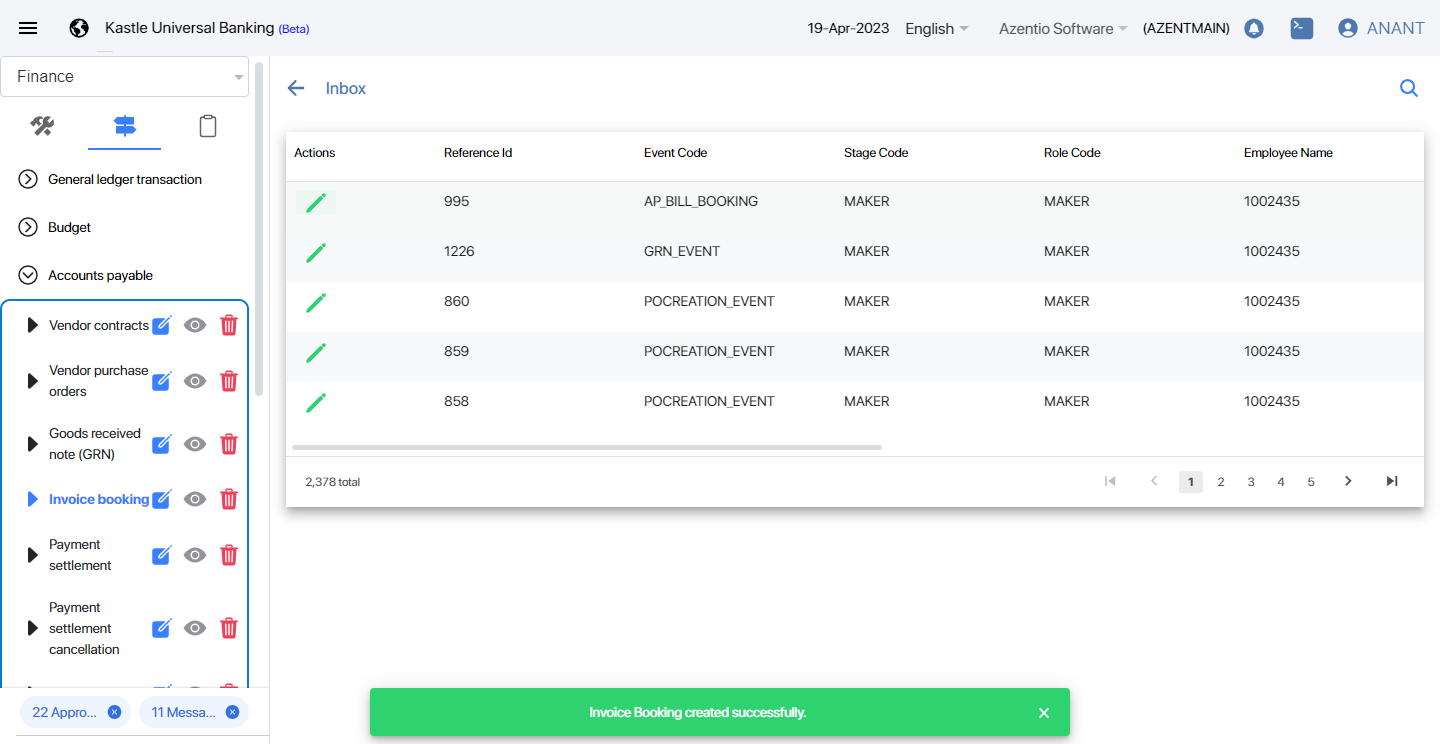 Kastle Universal Banking (Beta)
19-Apr-2023
English
Azentio Software
(AZENTMAIN)
ANANT
Finance
General ledger transaction
Budget
Accounts payable
Vendor contracts
Vendor purchase
orders
Goods received
note (GRN)
Invoice booking
Payment
settlement
Payment
settlement
cancellation
22 Appro...
11 Messa...
Inbox
Actions Reference Id Event Code Stage Code Role Code Employee Name
995 AP_BILL_BOOKING MAKER MAKER 1002435
1226 GRN_EVENT MAKER MAKER 1002435
860 POCREATION_EVENT MAKER MAKER 1002435
859 POCREATION_EVENT MAKER MAKER 1002435
858 POCREATION_EVENT MAKER MAKER 1002435
2,378 total 1 2 3 4 5
Invoice Booking created successfully.